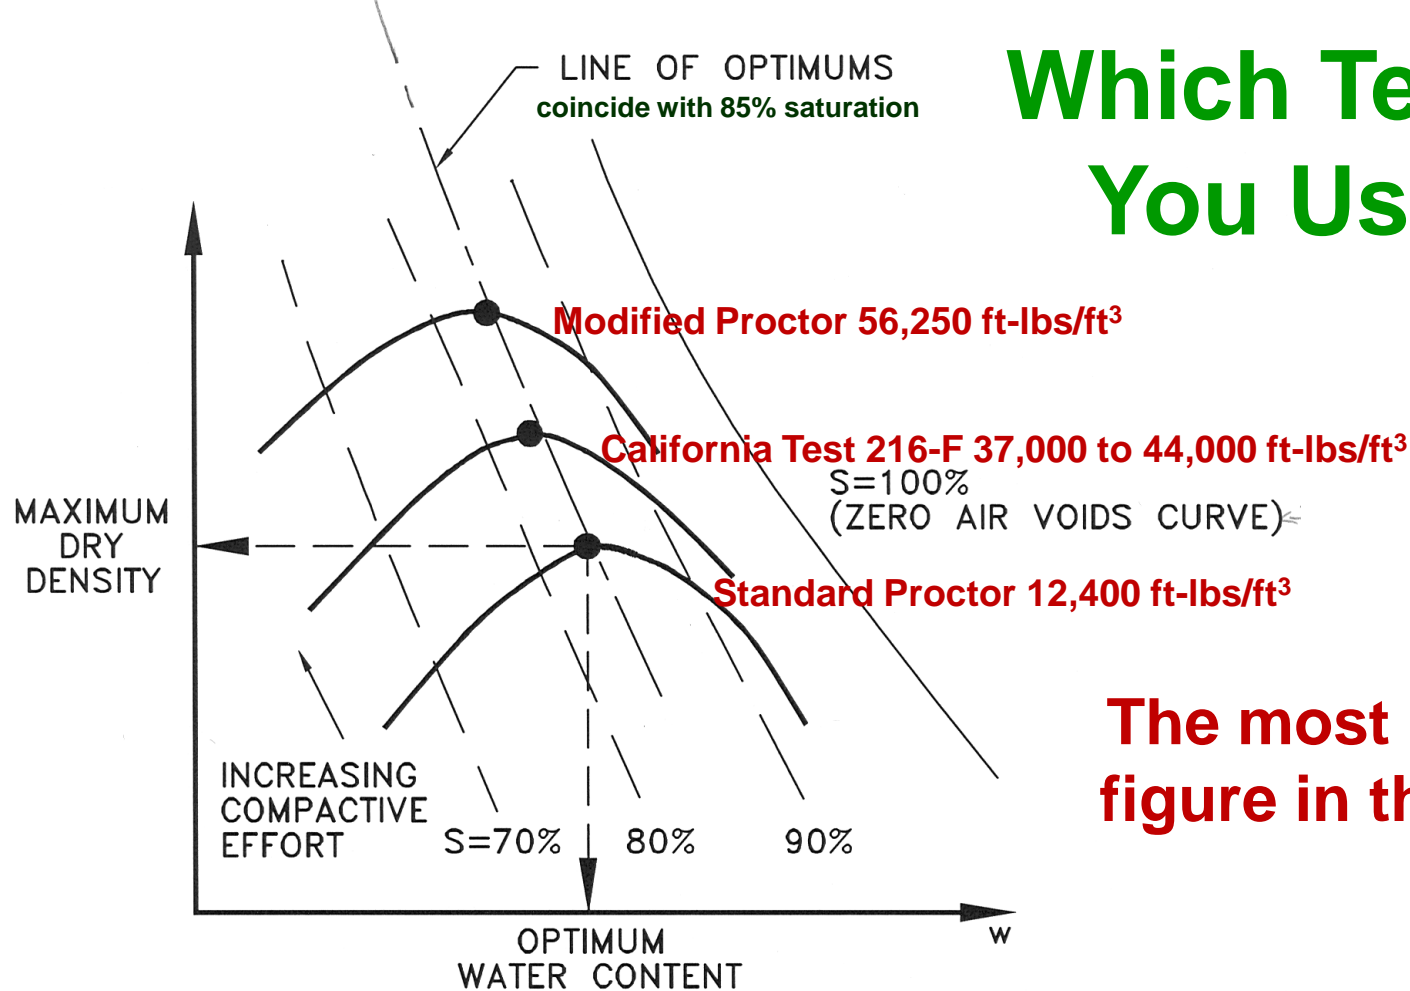 LINE OF OPTIMUMS
coincide with 85% saturation
Which Te
You Us
Modified Proctor 56,250 ft-lbs/ft³
California Test 216-F 37,000 to 44,000 ft-lbs/ft³
S=100%
(ZERO AIR VOIDS CURVE)
MAXIMUM
DRY
DENSITY
Standard Proctor 12,400 ft-lbs/ft³
The most
figure in th
INCREASING
COMPACTIVE
EFFORT
S=70%
80%
90%
w
OPTIMUM
WATER CONTENT